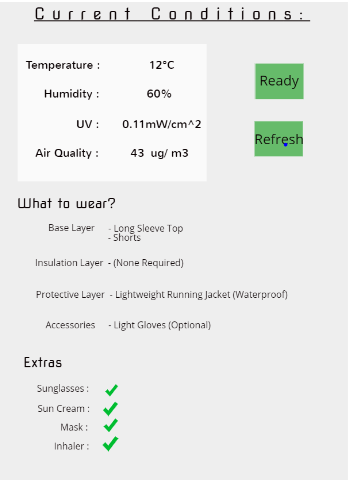 Current Conditions:
Temperature : 12°C
Humidity : 60%
UV : 0.11mW/cm^2
Air Quality : 43 ug/ m3
Ready
Refresh
What to wear?
Base Layer - Long Sleeve Top
- Shorts
Insulation Layer - (None Required)
Protective Layer - Lightweight Running Jacket (Waterproof)
Accessories - Light Gloves (Optional)
Extras
Sunglasses :
Sun Cream :
Mask :
Inhaler :